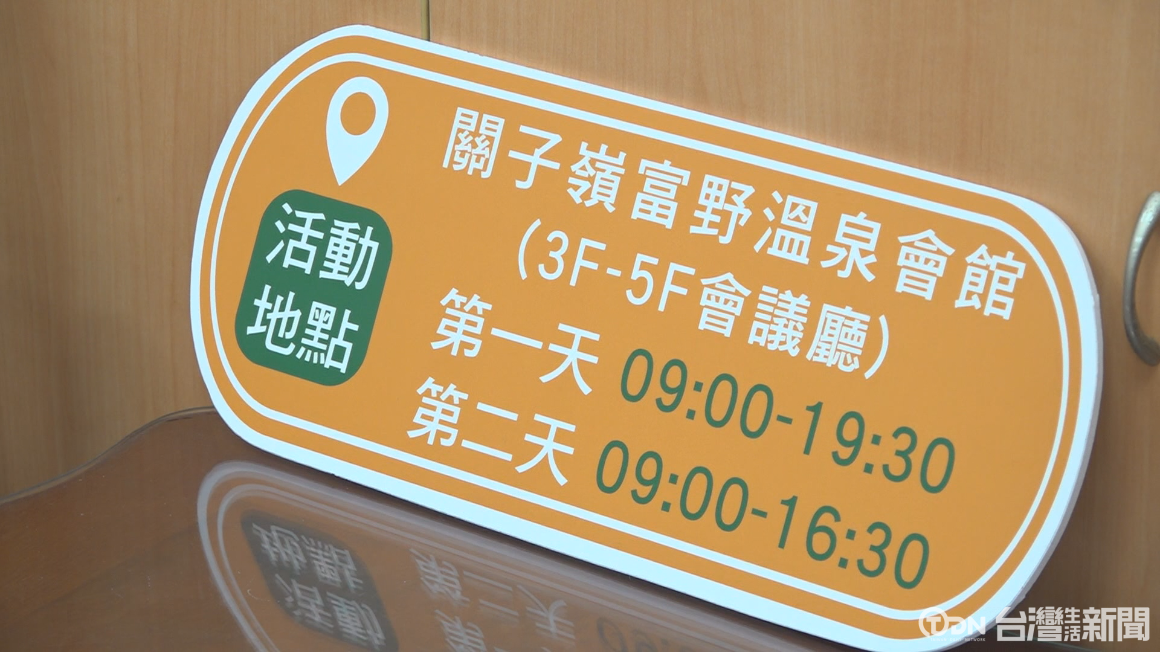 活動
地點
關子嶺富野溫泉會館
(3F-5F會議廳)
第一天 09:00-19:30
第二天 09:00-16:30
台灣生活新聞